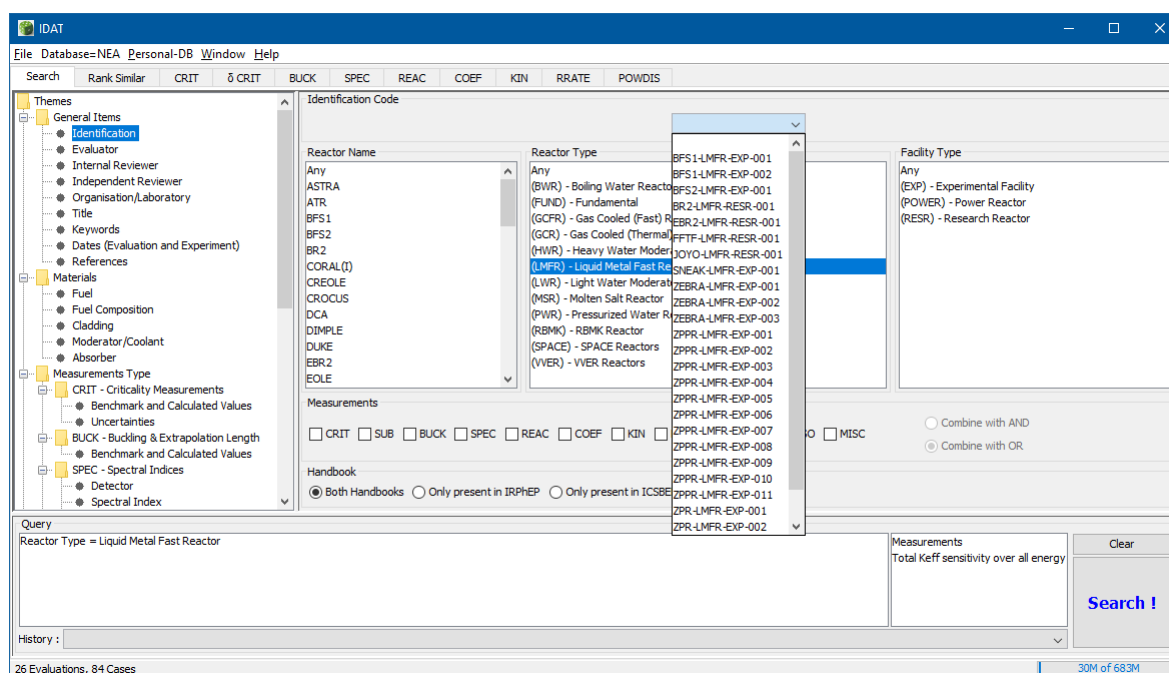 IDAT
File Database=NEA Personal-DB Window Help
Search Rank Similar CRIT δ CRIT BUCK SPEC REAC COEF KIN RRATE POWDIS
Themes
General Items
Identification
Evaluator
Internal Reviewer
Independent Reviewer
Organisation/Laboratory
Title
Keywords
Dates (Evaluation and Experiment)
References
Materials
Fuel
Fuel Composition
Cladding
Moderator/Coolant
Absorber
Measurements Type
CRIT - Criticality Measurements
Benchmark and Calculated Values
Uncertainties
BUCK - Buckling & Extrapolation Length
Benchmark and Calculated Values
SPEC - Spectral Indices
Detector
Spectral Index
Identification Code
Reactor Name
Any
ASTRA
ATR
BFS1
BFS2
BR2
CORAL(I)
CREOLE
CROCUS
DCA
DIMPLE
DUKE
EBR2
EOLE
Reactor Type
Any
(BWR) - Boiling Water Reacto
(FUND) - Fundamental
(GCFR) - Gas Cooled (Fast) R
(GCR) - Gas Cooled (Thermal)
(HWR) - Heavy Water Moder
(LMFR) - Liquid Metal Fast Re
(LWR) - Light Water Moderat
(MSR) - Molten Salt Reactor
(PWR) - Pressurized Water R
(RBMK) - RBMK Reactor
(SPACE) - SPACE Reactors
(VVER) - VVER Reactors
BFS1-LMFR-EXP-001
BFS1-LMFR-EXP-002
BFS2-LMFR-EXP-001
BR2-LMFR-RESR-001
EBR2-LMFR-RESR-001
FFTF-LMFR-RESR-001
JOYO-LMFR-RESR-001
SNEAK-LMFR-EXP-001
ZEBRA-LMFR-EXP-001
ZEBRA-LMFR-EXP-002
ZEBRA-LMFR-EXP-003
ZPPR-LMFR-EXP-001
ZPPR-LMFR-EXP-002
ZPPR-LMFR-EXP-003
ZPPR-LMFR-EXP-004
ZPPR-LMFR-EXP-005
ZPPR-LMFR-EXP-006
ZPPR-LMFR-EXP-007
ZPPR-LMFR-EXP-008
ZPPR-LMFR-EXP-009
ZPPR-LMFR-EXP-010
ZPPR-LMFR-EXP-011
ZPR-LMFR-EXP-001
ZPR-LMFR-EXP-002
Facility Type
Any
(EXP) - Experimental Facility
(POWER) - Power Reactor
(RESR) - Research Reactor
Measurements
CRIT SUB BUCK SPEC REAC COEF KIN SO MISC
Combine with AND
Combine with OR
Handbook
Both Handbooks Only present in IRPhEP Only present in ICSBE
Query
Reactor Type = Liquid Metal Fast Reactor
Measurements
Total Keff sensitivity over all energy
Clear
Search !
History :
26 Evaluations, 84 Cases
30M of 683M